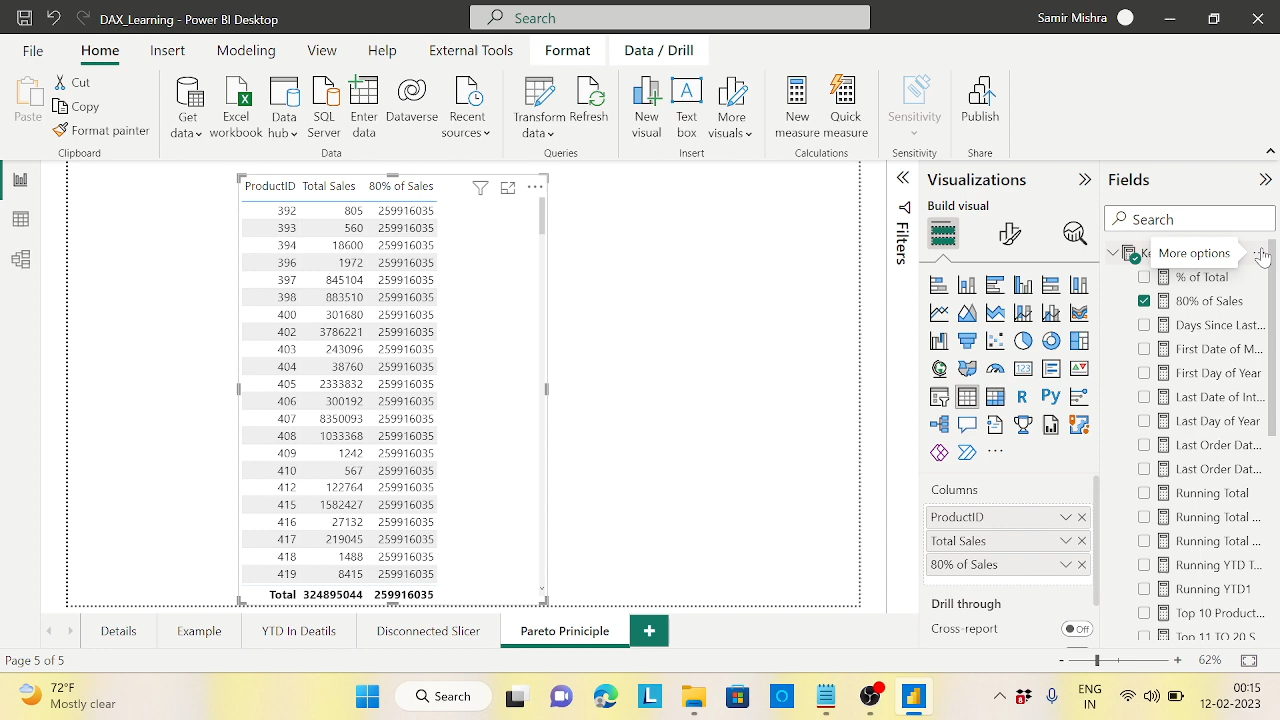 DAX_Learning - Power BI Desktop
Search
Samir Mishra
File
Home
Insert
Modeling
View
Help
External Tools
Format
Data / Drill
Paste
Cut
Copy
Format painter
Clipboard
Get data
Excel workbook
Data hub
SQL Server
Enter data
Dataverse
Recent sources
Data
Transform data
Refresh
Queries
New visual
Text box
More visuals
Insert
New measure
Quick measure
Calculations
Sensitivity
Sensitivity
Publish
Share
ProductID Total Sales 80% of Sales
392 805 259916035
393 560 259916035
394 18600 259916035
396 1972 259916035
397 845104 259916035
398 883510 259916035
400 301680 259916035
402 3786221 259916035
403 243096 259916035
404 38760 259916035
405 2333632 259916035
406 300192 259916035
407 8350093 259916035
408 1033368 259916035
409 1242 259916035
410 567 259916035
412 122764 259916035
415 1582427 259916035
416 27132 259916035
417 219045 259916035
418 1488 259916035
419 8415 259916035
Total 324895044 259916035
Filters
Visualizations
Build visual
R
Py
123
Columns
ProductID
Total Sales
80% of Sales
Drill through
Cross-report
Off
Fields
Search
More options
% of Total
80% of Sales
Days Since Last...
First Date of M...
First Day of Year
Last Date of Int...
Last Day of Year
Last Order Dat...
Last Order Dat...
Running Total
Running Total ...
Running Total ...
Running YTD T...
Running YTD1
Top 10 Product...
Top 11 TO 20 S...
Details
Example
YTD In Deatils
Disconnected Slicer
Pareto Priniciple
Page 5 of 5
62%
72°F
Mostly clear
Search
ENG
IN
00:15
12-02-2023